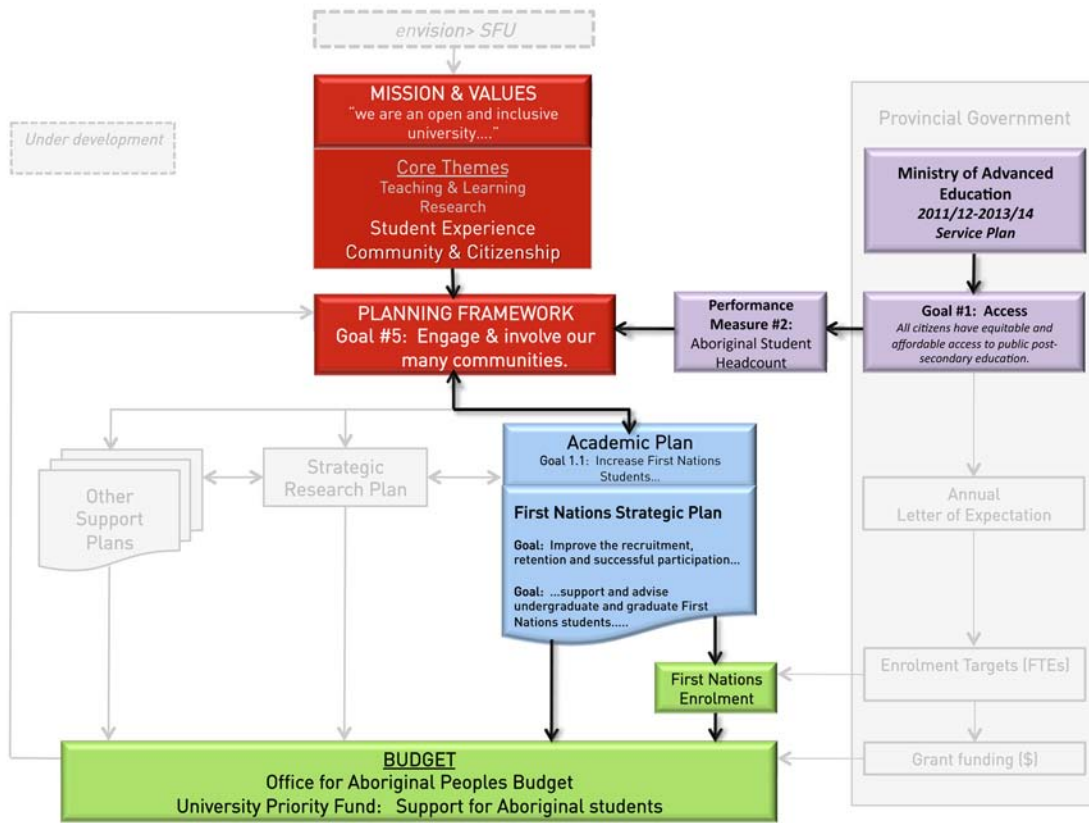 envision> SFU
MISSION & VALUES
"we are an open and inclusive
university...."
Core Themes
Teaching & Learning
Research
Student Experience
Community & Citizenship
Under development
Provincial Government
Ministry of Advanced
Education
2011/12-2013/14
Service Plan
PLANNING FRAMEWORK
Goal #5: Engage & involve our
many communities.
Performance
Measure #2:
Aboriginal Student
Headcount
Goal #1: Access
All citizens have equitable and
affordable access to public post-
secondary education.
Other
Support
Plans
Strategic
Research Plan
Academic Plan
Goal 1.1: Increase First Nations
Students...
First Nations Strategic Plan
Goal: Improve the recruitment,
retention and successful participation...
Goal: ...support and advise
undergraduate and graduate First
Nations students.....
Annual
Letter of Expectation
First Nations
Enrolment
Enrolment Targets (FTEs)
Grant funding ($)
BUDGET
Office for Aboriginal Peoples Budget
University Priority Fund: Support for Aboriginal students